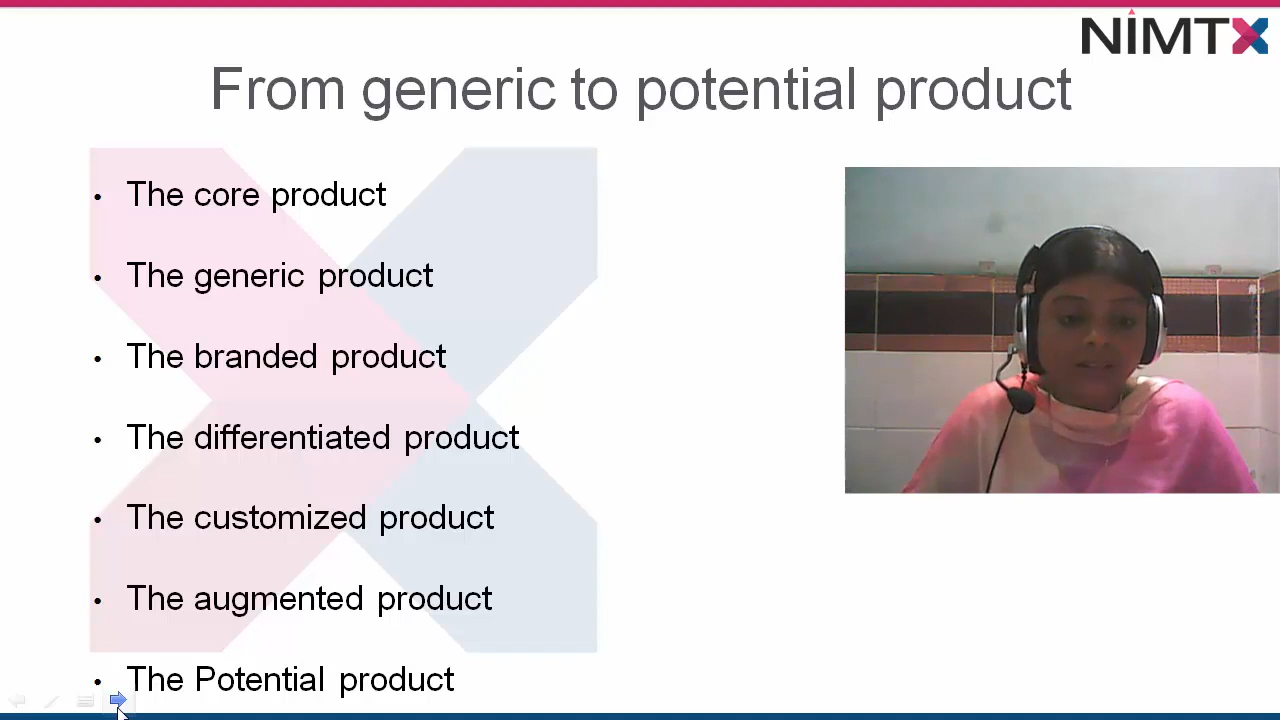 NIMTX
From generic to potential product
• The core product
• The generic product
• The branded product
• The differentiated product
• The customized product
• The augmented product
• The Potential product